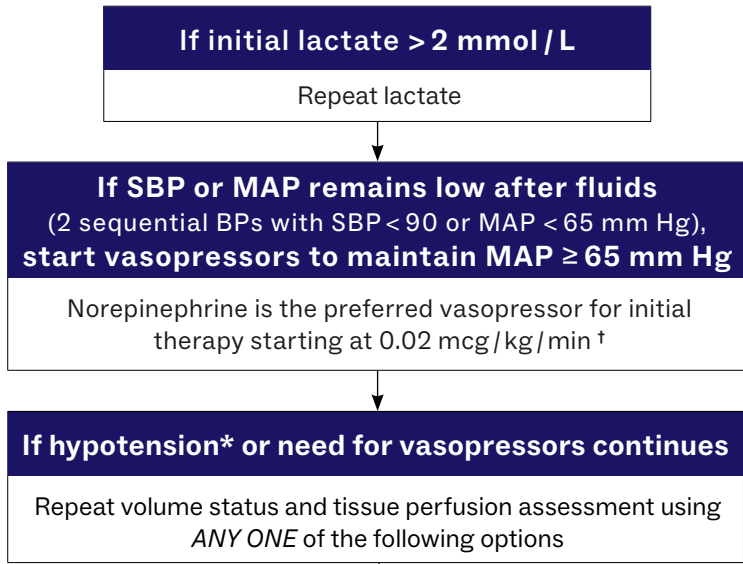 If initial lactate > 2 mmol / L
Repeat lactate
If SBP or MAP remains low after fluids
(2 sequential BPs with SBP < 90 or MAP < 65 mm Hg),
start vasopressors to maintain MAP ≥ 65 mm Hg
Norepinephrine is the preferred vasopressor for initial
therapy starting at 0.02 mcg / kg / min †
If hypotension* or need for vasopressors continues
Repeat volume status and tissue perfusion assessment using
ANY ONE of the following options